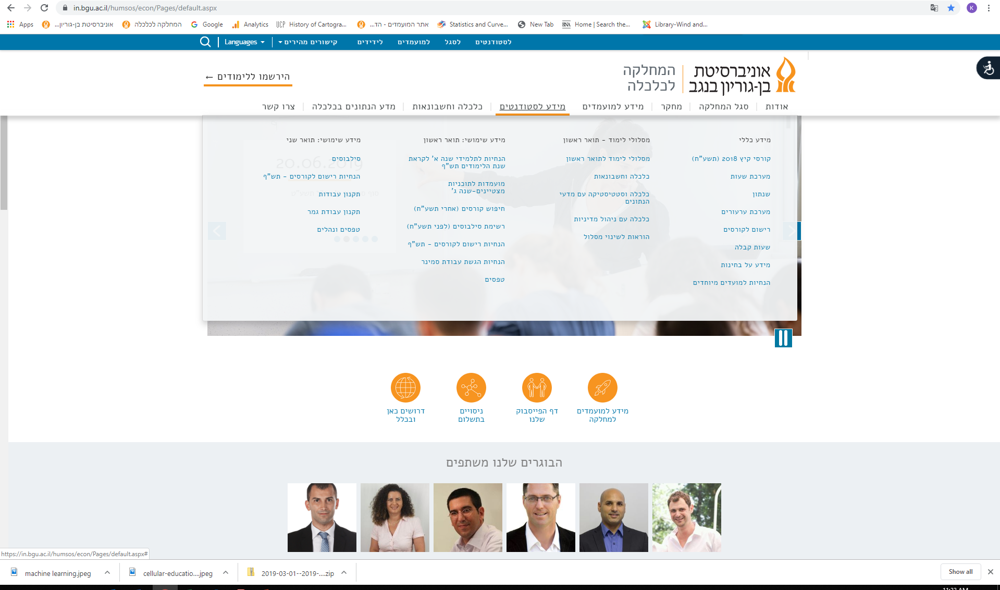 in.bgu.ac.il/humsos/econ/Pages/default.aspx
K
Apps
אוניברסיטת בן-גוריון...
המחלקה לכלכלה
Google
Analytics
UCP History of Cartogra...
אתר המועמדים - הד...
Statistics and Curve...
New Tab
BNA Home | Search the...
Library-Wind and...
לסטודנטים
לסגל
למועמדים
לידידים
קישורים מהירים
Languages
אוניברסיטת
בן-גוריון בנגב
המחלקה
לכלכלה
הירשמו ללימודים ←
אודות
סגל המחלקה
מחקר
מידע למועמדים
מידע לסטודנטים
כלכלה וחשבונאות
מדע הנתונים בכלכלה
צרו קשר
מידע כללי
קורסי קיץ 2018 (תשע"ח)
מערכת שעות
שנתון
מערכת ערעורים
רישום לקורסים
שעות קבלה
מידע על בחינות
הנחיות למועדים מיוחדים
מסלולי לימוד - תואר ראשון
מסלולי לימוד לתואר ראשון
כלכלה וחשבונאות
כלכלה וסטטיסטיקה עם מדעי
הנתונים
כלכלה עם ניהול מדיניות
הוראות לשינוי מסלול
מידע שימושי: תואר ראשון
הנחיות לתלמידי שנה א' לקראת
שנת הלימודים תש"ף
מועמדות לתוכניות
מצטיינים-שנה ג'
חיפוש קורסים (אחרי תשע"ח)
רשימת סילבוסים (לפני תשע"ח)
הנחיות רישום לקורסים - תש"ף
הנחיות הגשת עבודת סמינר
טפסים
מידע שימושי: תואר שני
סילבוסים
הנחיות רישום לקורסים - תש"ף
תקנון עבודות
תקנון עבודת גמר
טפסים ונהלים
20.06.2019
מידע למועמדים
למחלקה
דף הפייסבוק
שלנו
ניסויים
בתשלום
דרושים כאן
ובכלל
הבוגרים שלנו משתפים
https://in.bgu.ac.il/humsos/econ/Pages/default.aspx#
machine learning.jpeg
cellular-educatio....jpeg
2019-03-01--2019-....zip
Show all